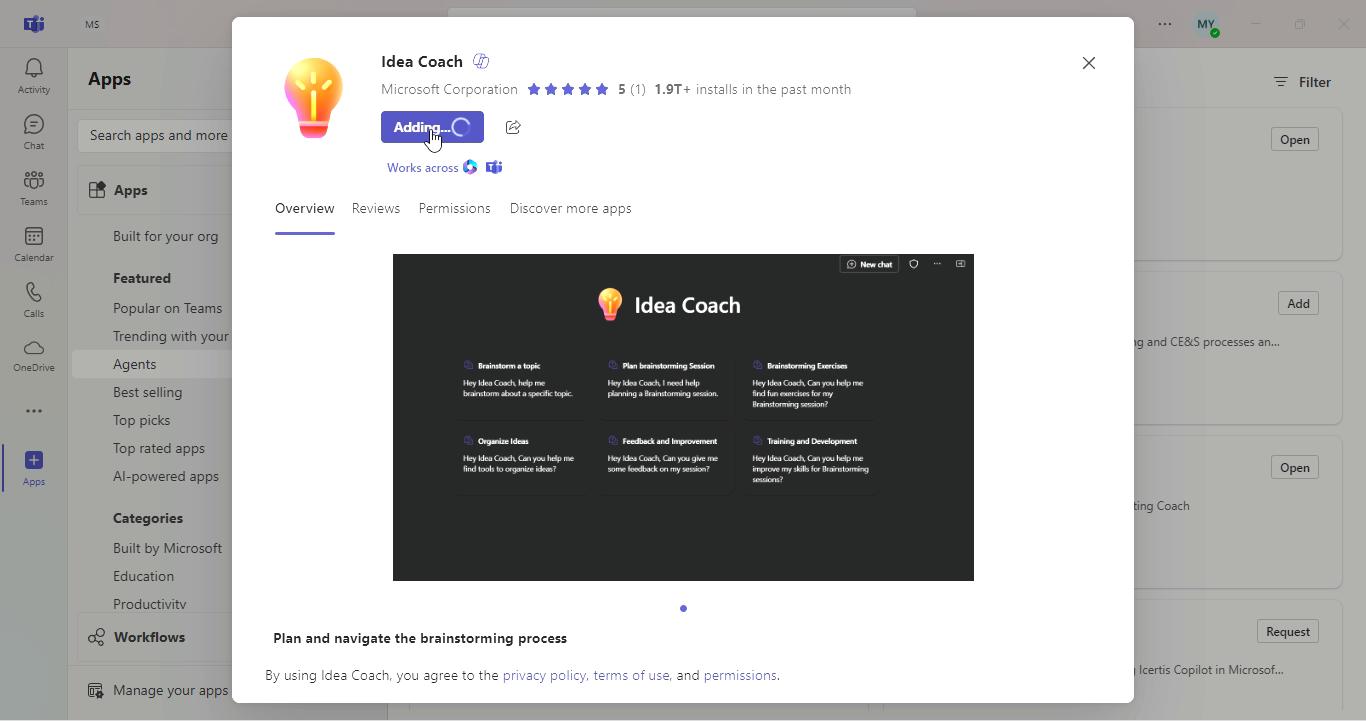 MS
MY
Activity
Chat
Teams
Calendar
Calls
OneDrive
Apps
Apps
Search apps and more
Apps
Built for your org
Featured
Popular on Teams
Trending with your
Agents
Best selling
Top picks
Top rated apps
AI-powered apps
Categories
Built by Microsoft
Education
Productivity
Workflows
Manage your apps
Idea Coach
Microsoft Corporation 5 (1) 1.9T+ installs in the past month
Adding...
Works across
Overview Reviews Permissions Discover more apps
New chat
Idea Coach
Brainstorm a topic
Hey Idea Coach, help me
brainstorm about a specific topic.
Plan brainstorming Session
Hey Idea Coach, I need help
planning a Brainstorming session.
Brainstorming Exercises
Hey Idea Coach, Can you help me
find fun exercises for my
Brainstorming session?
Organize Ideas
Hey Idea Coach, Can you help me
find tools to organize ideas?
Feedback and Improvement
Hey Idea Coach, Can you give me
some feedback on my session?
Training and Development
Hey Idea Coach, Can you help me
improve my skills for Brainstorming
sessions?
Plan and navigate the brainstorming process
By using Idea Coach, you agree to the privacy policy, terms of use, and permissions.
Filter
Open
Add
ng and CE&S processes an...
Open
ting Coach
Request
Icertis Copilot in Microsof...